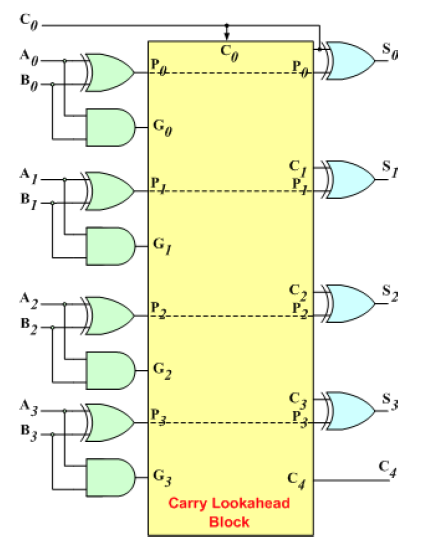 C0
C0
A0
B0
P0
P0
S0
G0
A1
B1
P1
C1
P1
S1
G1
A2
B2
P2
C2
P2
S2
G2
A3
B3
P3
C3
P3
S3
G3
C4
C4
Carry Lookahead
Block